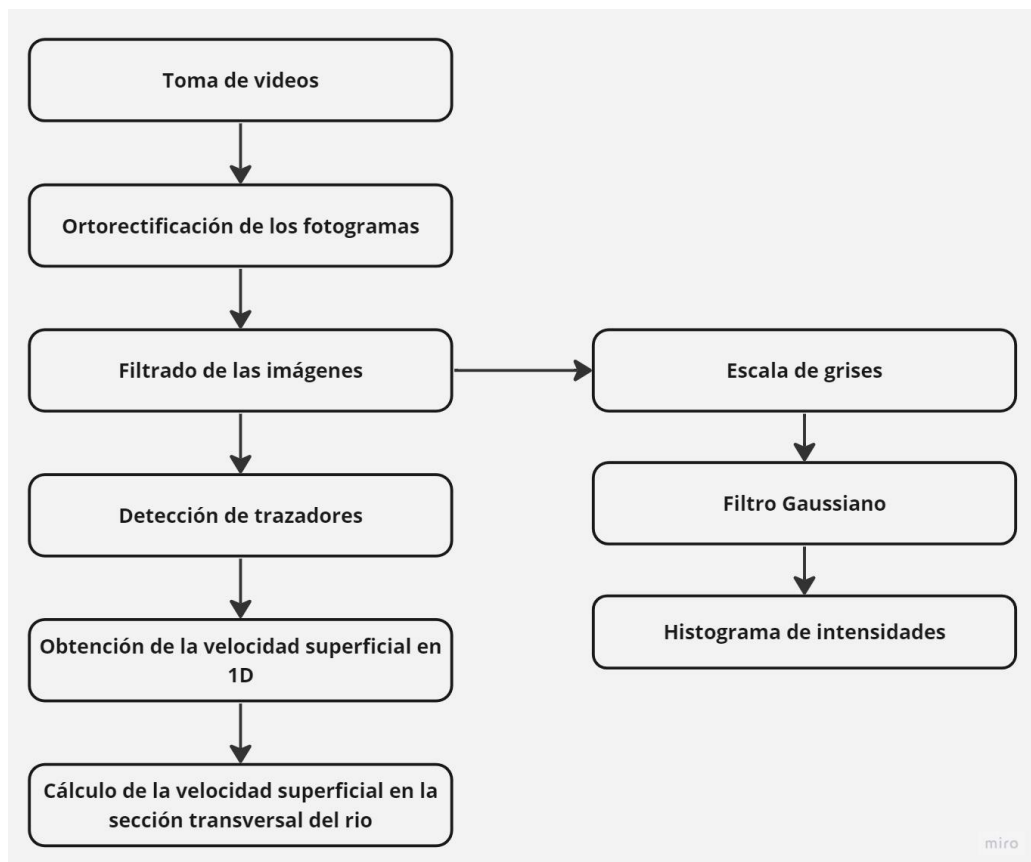 Toma de videos
Ortorectificación de los fotogramas
Filtrado de las imágenes
Escala de grises
Filtro Gaussiano
Detección de trazadores
Histograma de intensidades
Obtención de la velocidad superficial en
1D
Cálculo de la velocidad superficial en la
sección transversal del rio
miro